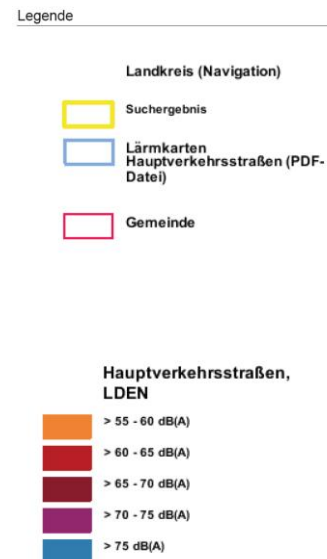 Legende
Landkreis (Navigation)
Suchergebnis
Lärmkarten
Hauptverkehrsstraßen (PDF-
Datei)
Gemeinde
Hauptverkehrsstraßen,
LDEN
> 55 - 60 dB(A)
> 60 - 65 dB(A)
> 65 - 70 dB(A)
> 70 - 75 dB(A)
> 75 dB(A)